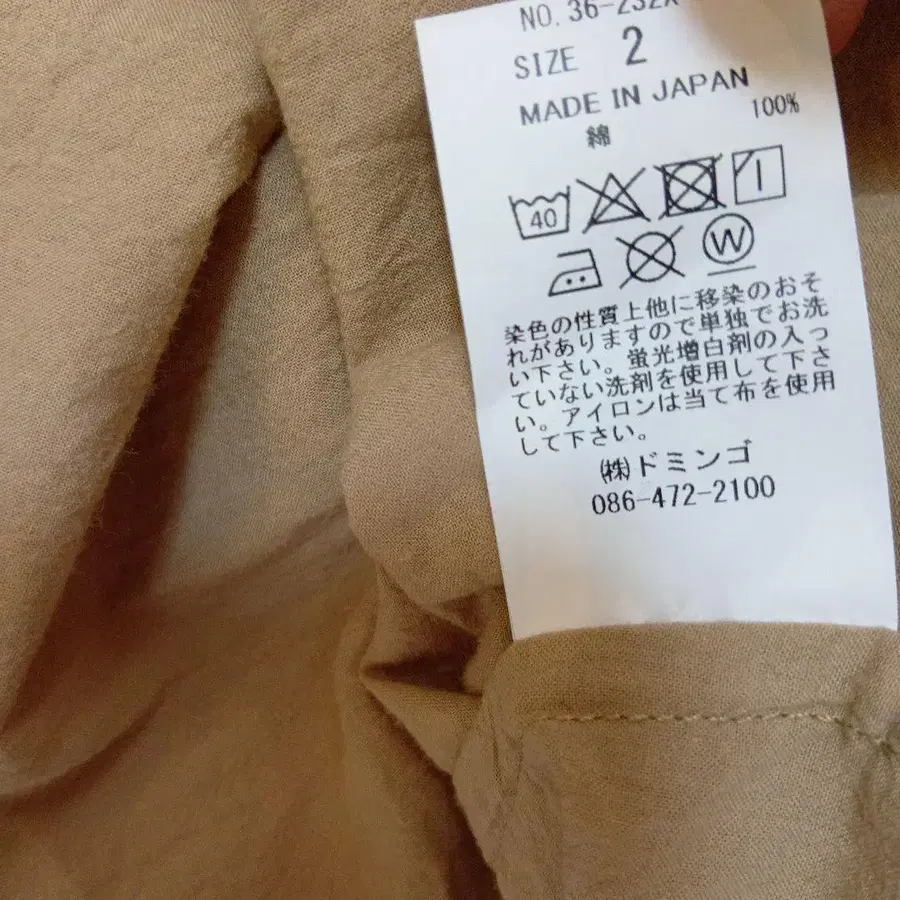 SIZE 2
MADE IN JAPAN
綿 100%
40
W
染色の性質上他に移染のおそ
れがありますので単独でお洗
い下さい。蛍光増白剤の入っ
ていない洗剤を使用して下さ
い。アイロンは当て布を使用
して下さい。
㈱ドミンゴ
086-472-2100